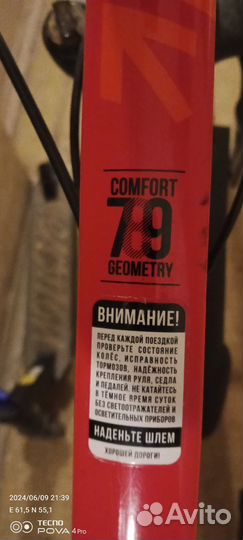 COMFORT
789
GEOMETRY
ВНИМАНИЕ!
ПЕРЕД КАЖДОЙ ПОЕЗДКОЙ
ПРОВЕРЬТЕ СОСТОЯНИЕ
КОЛЁС, ИСПРАВНОСТЬ
ТОРМОЗОВ, НАДЁЖНОСТЬ
КРЕПЛЕНИЯ РУЛЯ, СЕДЛА
И ПЕДАЛЕЙ. НЕ КАТАЙТЕСЬ
В ТЁМНОЕ ВРЕМЯ СУТОК
БЕЗ СВЕТООТРАЖАТЕЛЕЙ И
ОСВЕТИТЕЛЬНЫХ ПРИБОРОВ
НАДЕНЬТЕ ШЛЕМ
ХОРОШЕЙ ДОРОГИ!
2024/06/09 21:39
E 61,5 N 55,1
TECNO
POVA 4 Pro
Avito